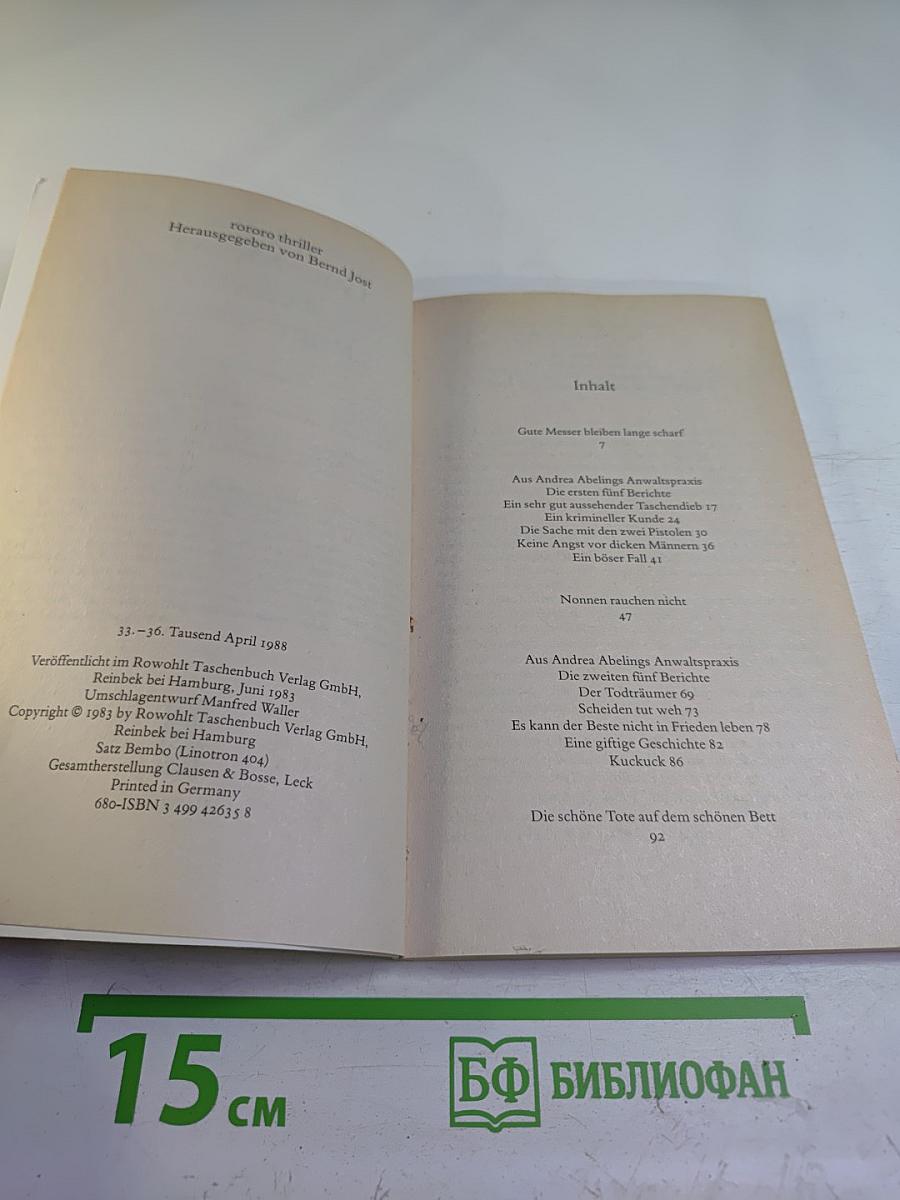 rororo thriller
Herausgegeben von Bernd Jost
33.–36. Tausend April 1988
Veröffentlicht im Rowohlt Taschenbuch Verlag GmbH,
Reinbek bei Hamburg, Juni 1983
Umschlagentwurf Manfred Waller
Copyright © 1983 by Rowohlt Taschenbuch Verlag GmbH,
Reinbek bei Hamburg
Satz Bembo (Linotron 404)
Gesamtherstellung Clausen & Bosse, Leck
Printed in Germany
680-ISBN 3 499 42635 8
Inhalt
Gute Messer bleiben lange scharf
7
Aus Andrea Abelings Anwaltspraxis
Die ersten fünf Berichte
Ein sehr gut aussehender Taschendieb 17
Ein krimineller Kunde 24
Die Sache mit den zwei Pistolen 30
Keine Angst vor dicken Männern 36
Ein böser Fall 41
Nonnen rauchen nicht
47
Aus Andrea Abelings Anwaltspraxis
Die zweiten fünf Berichte
Der Todträumer 69
Scheiden tut weh 73
Es kann der Beste nicht in Frieden leben 78
Eine giftige Geschichte 82
Kuckuck 86
Die schöne Tote auf dem schönen Bett
92
15 см
БФ БИБЛИОФАН